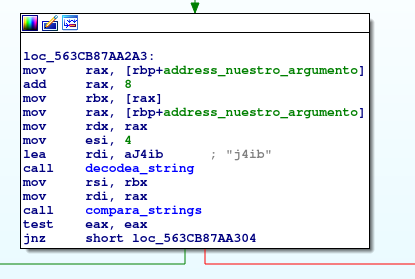 loc_563CB87AA2A3:
mov rax, [rbp+address_nuestro_argumento]
add rax, 8
mov rbx, [rax]
mov rax, [rbp+address_nuestro_argumento]
mov rdx, rax
mov esi, 4
lea rdi, aJ4ib ; "j4ib"
call decodea_string
mov rsi, rbx
mov rdi, rax
call compara_strings
test eax, eax
jnz short loc_563CB87AA304